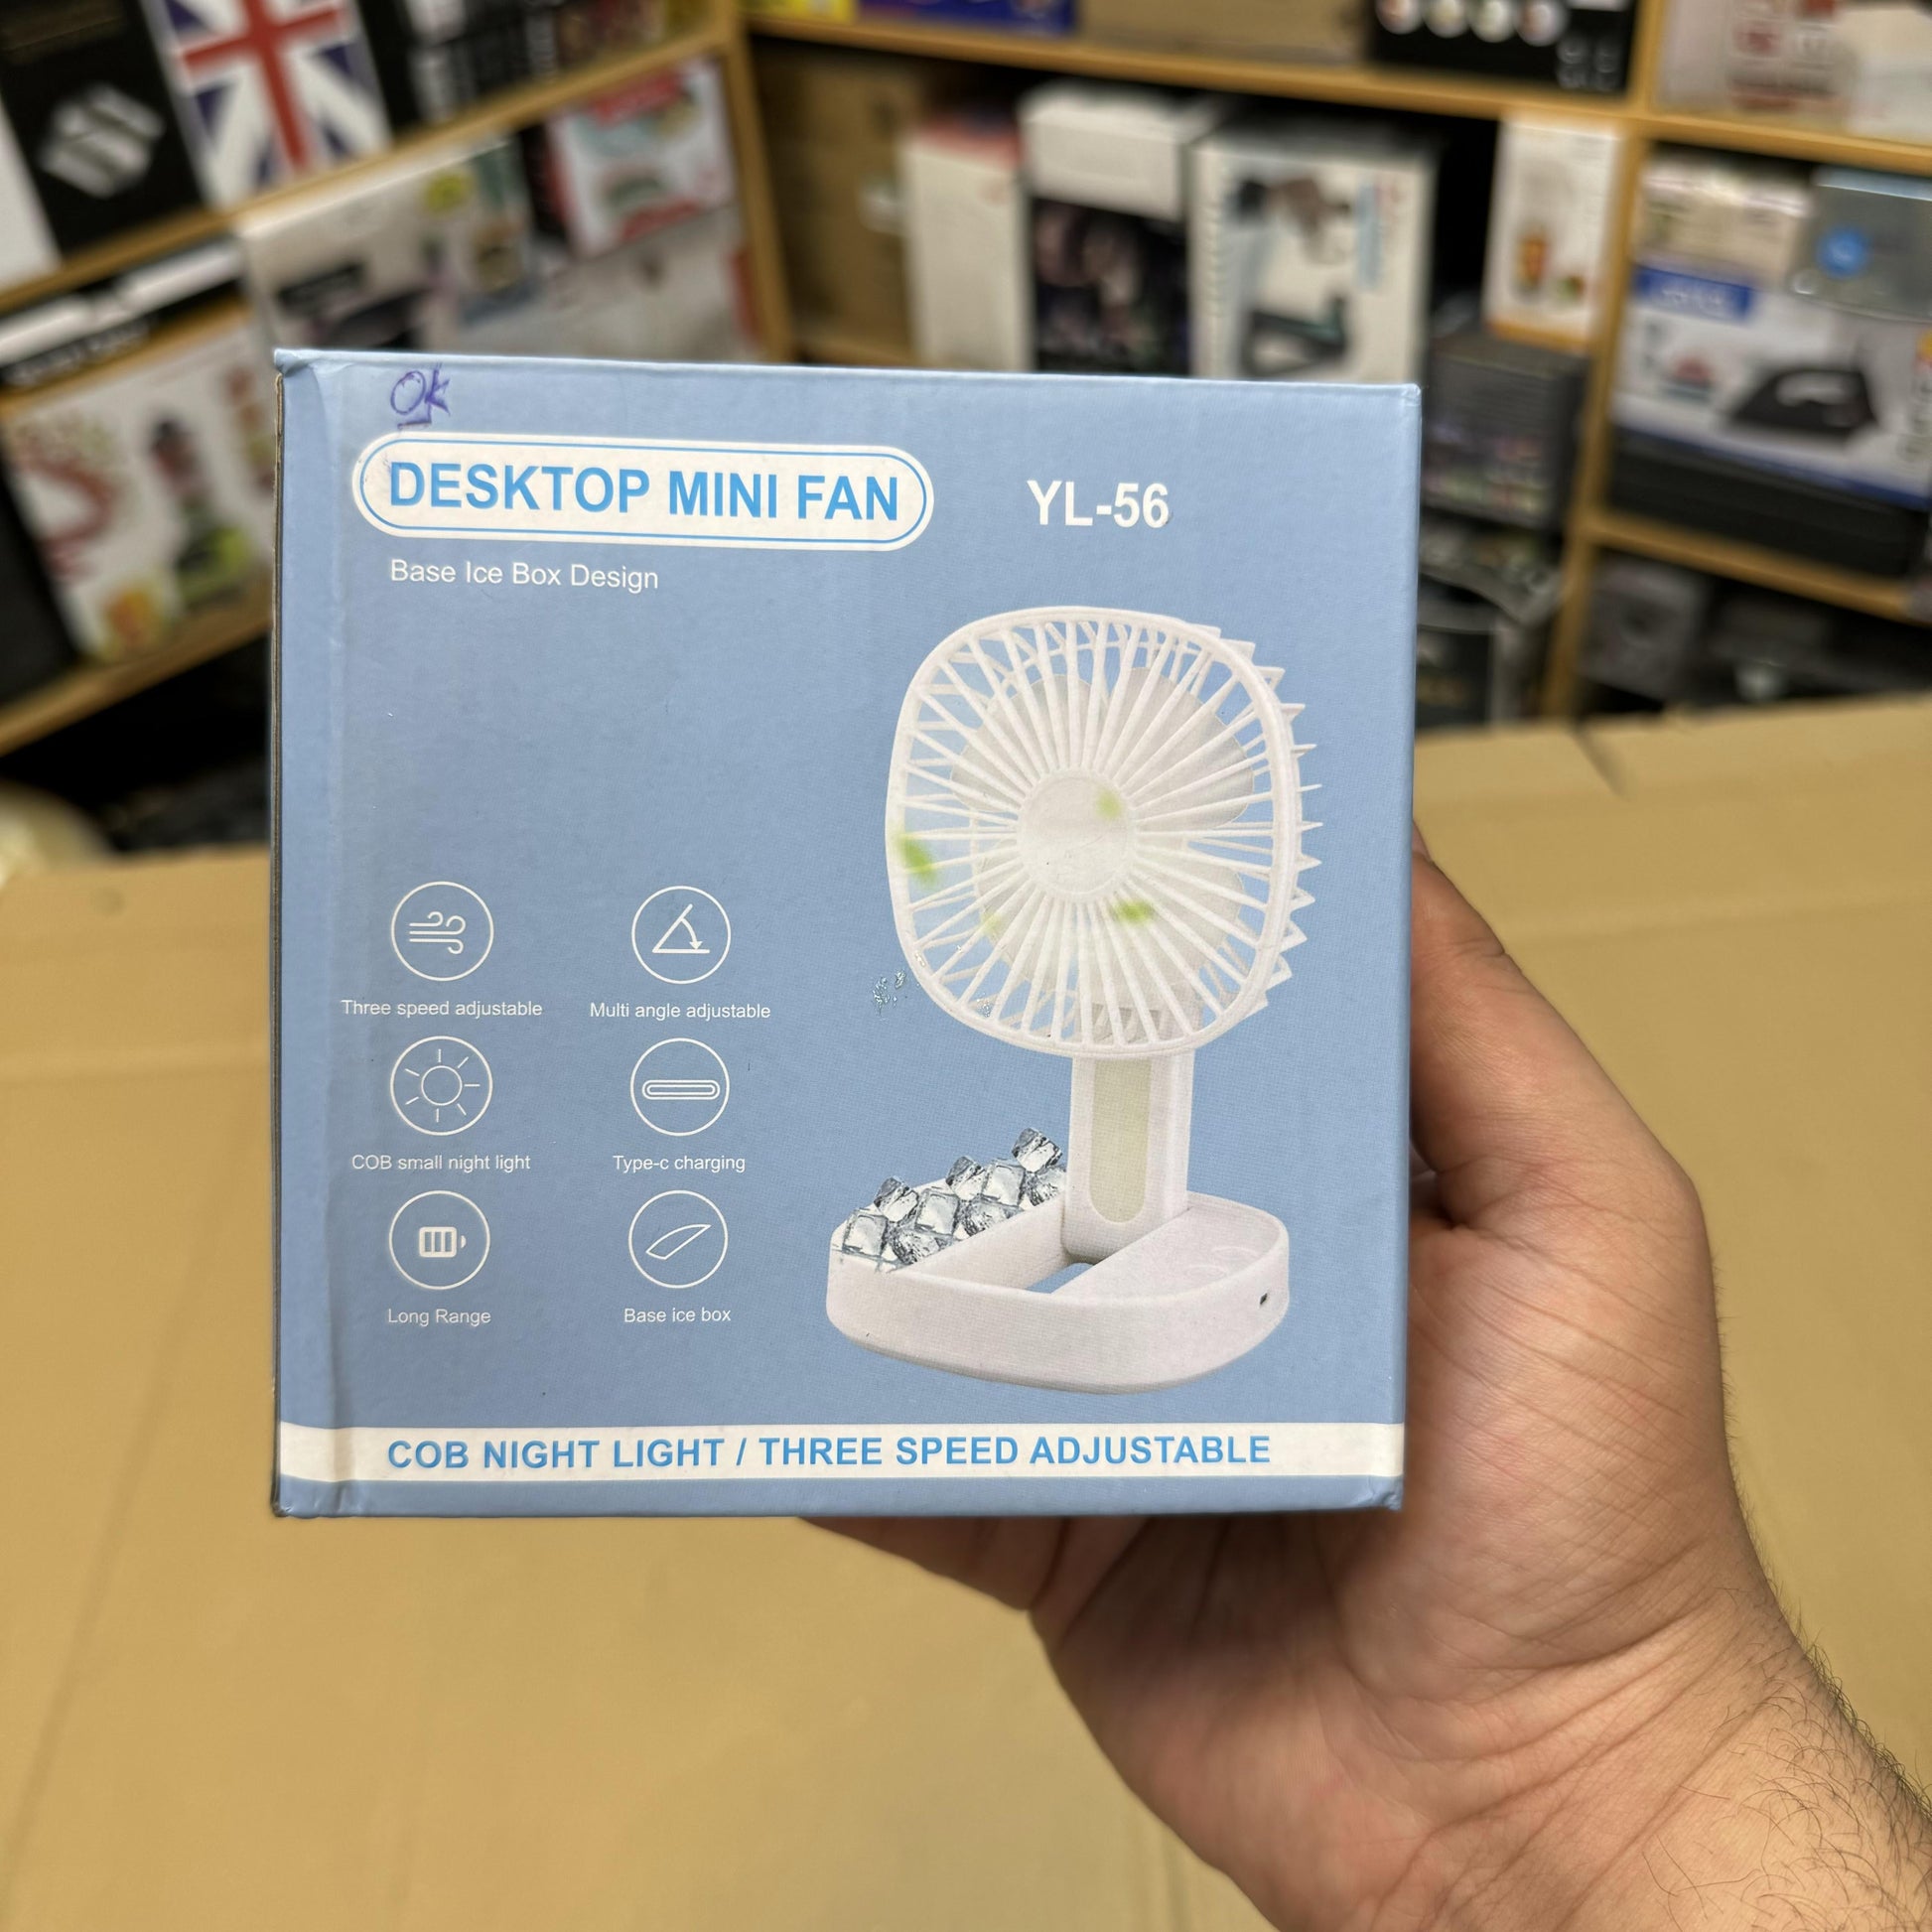 Ok
DESKTOP MINI FAN
YL-56
Base Ice Box Design
Three speed adjustable
Multi angle adjustable
COB small night light
Type-c charging
Long Range
Base ice box
COB NIGHT LIGHT / THREE SPEED ADJUSTABLE